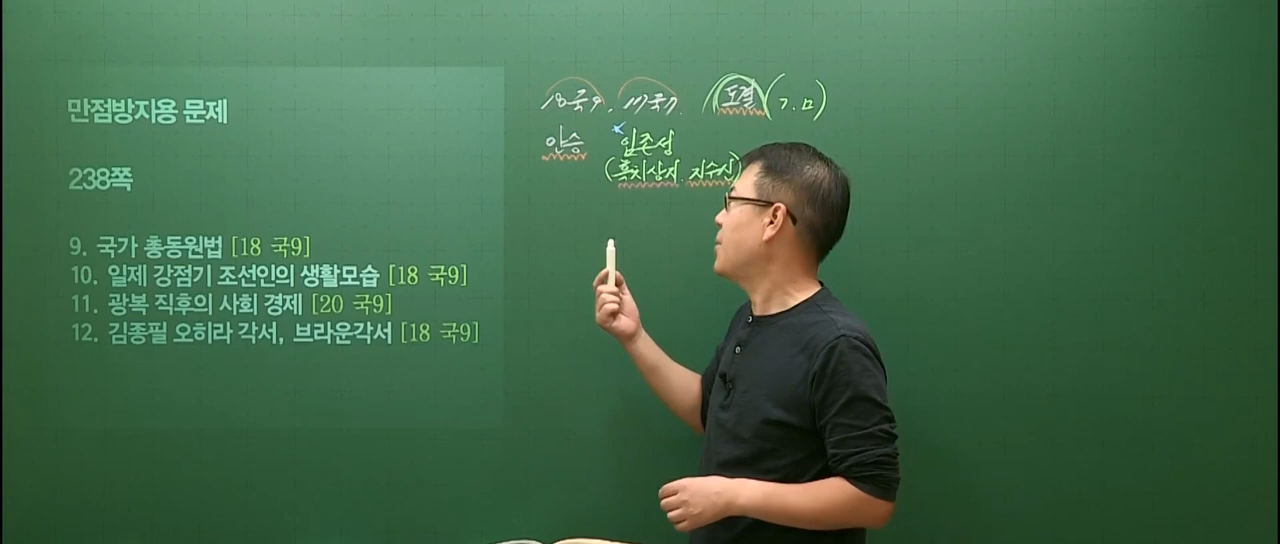 만점방지용 문제
238쪽
9. 국가 총동원법 [18 국9]
10. 일제 강점기 조선인의 생활모습 [18 국9]
11. 광복 직후의 사회 경제 [20 국9]
12. 김종필 오히라 각서, 브라운각서 [18 국9]
18국9, 17국7. 도결(ㄱ.ㅁ)
안승 임존성
(흑치상지. 지수신)